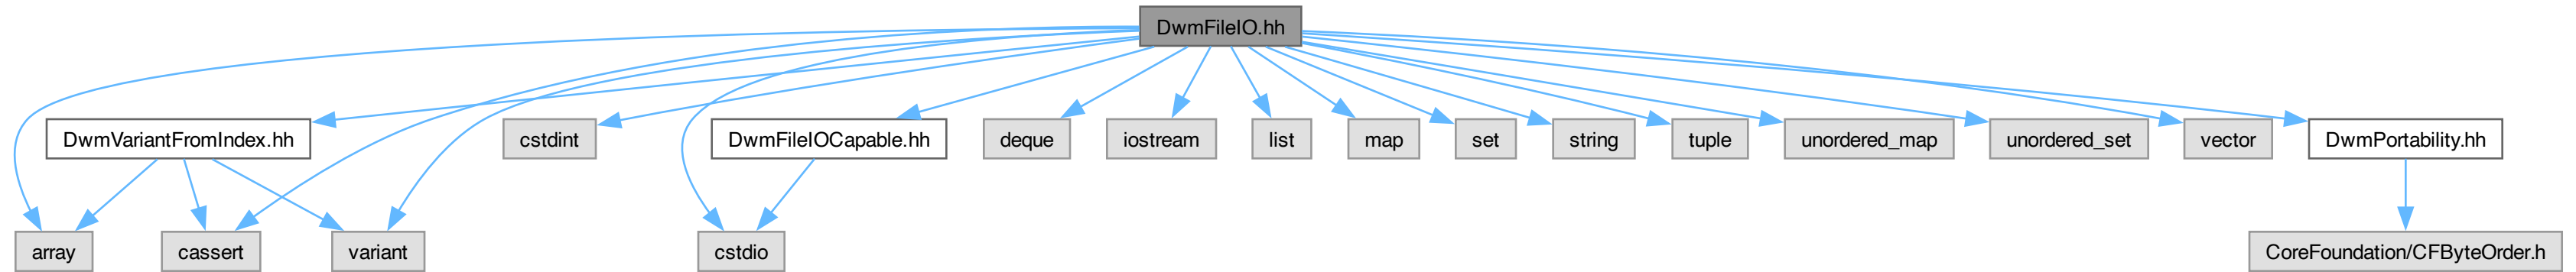 DwmFileIO.hh
DwmVariantFromIndex.hh
cstdint
DwmFileIOCapable.hh
deque
iostream
list
map
set
string
tuple
unordered_map
unordered_set
vector
DwmPortability.hh
array
cassert
variant
cstdio
CoreFoundation/CFByteOrder.h